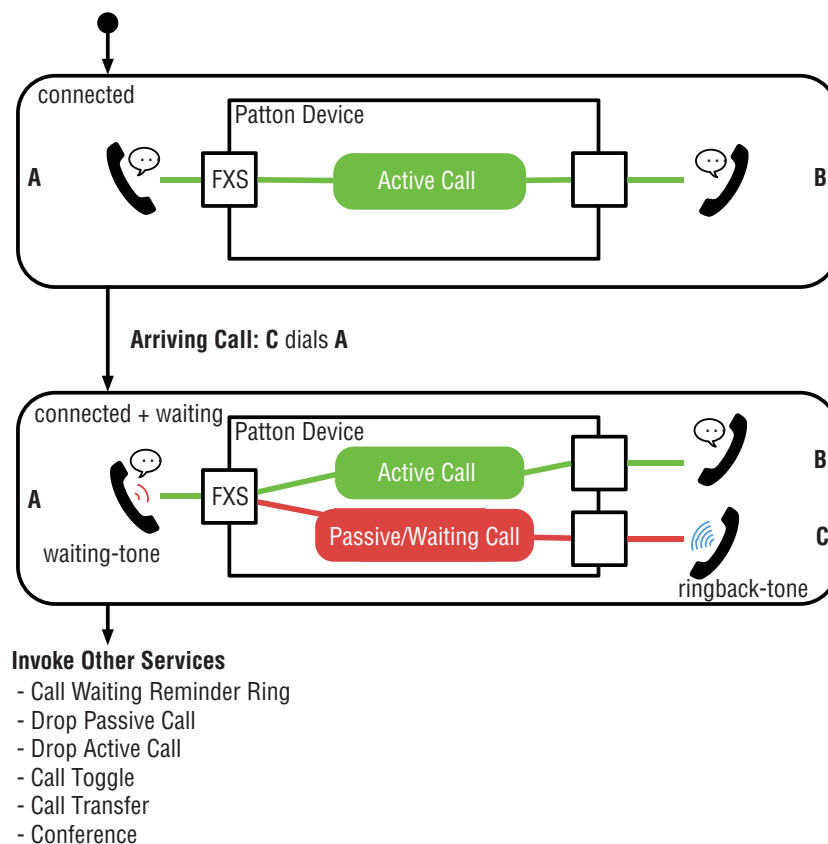 connected
Patton Device
A
FXS
Active Call
B
Arriving Call: C dials A
connected + waiting
Patton Device
Active Call
B
A
FXS
Passive/Waiting Call
C
waiting-tone
ringback-tone
Invoke Other Services
- Call Waiting Reminder Ring
- Drop Passive Call
- Drop Active Call
- Call Toggle
- Call Transfer
- Conference